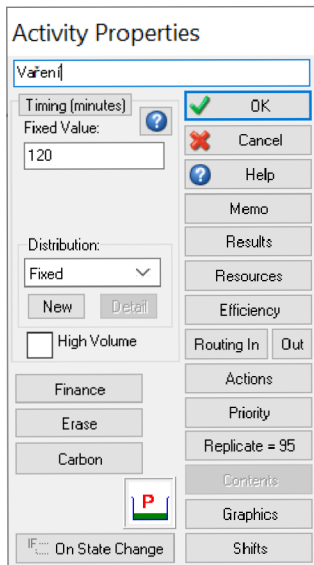 Activity Properties
Vaření
Timing (minutes)
Fixed Value:
120
Distribution:
Fixed
New
Detail
High Volume
Finance
Erase
Carbon
P
IF
On State Change
OK
Cancel
Help
Memo
Results
Resources
Efficiency
Routing In
Out
Actions
Priority
Replicate = 95
Contents
Graphics
Shifts